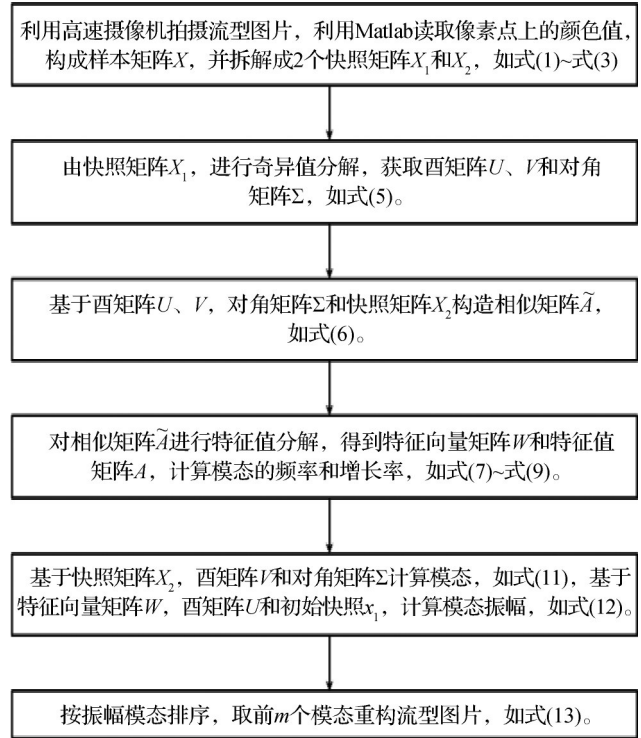 利用高速摄像机拍摄流型图片，利用Matlab读取像素点上的颜色值，
构成样本矩阵X，并拆解成2个快照矩阵X₁和X₂，如式(1)~式(3)
由快照矩阵X₁，进行奇异值分解，获取酉矩阵U、V和对角
矩阵Σ，如式(5)。
基于酉矩阵U、V，对角矩阵Σ和快照矩阵X₂构造相似矩阵Ã，
如式(6)。
对相似矩阵Ã进行特征值分解，得到特征向量矩阵W和特征值
矩阵Λ，计算模态的频率和增长率，如式(7)~式(9)。
基于快照矩阵X₂，酉矩阵V和对角矩阵Σ计算模态，如式(11)，基于
特征向量矩阵W，酉矩阵U和初始快照x₁，计算模态振幅，如式(12)。
按振幅模态排序，取前m个模态重构流型图片，如式(13)。